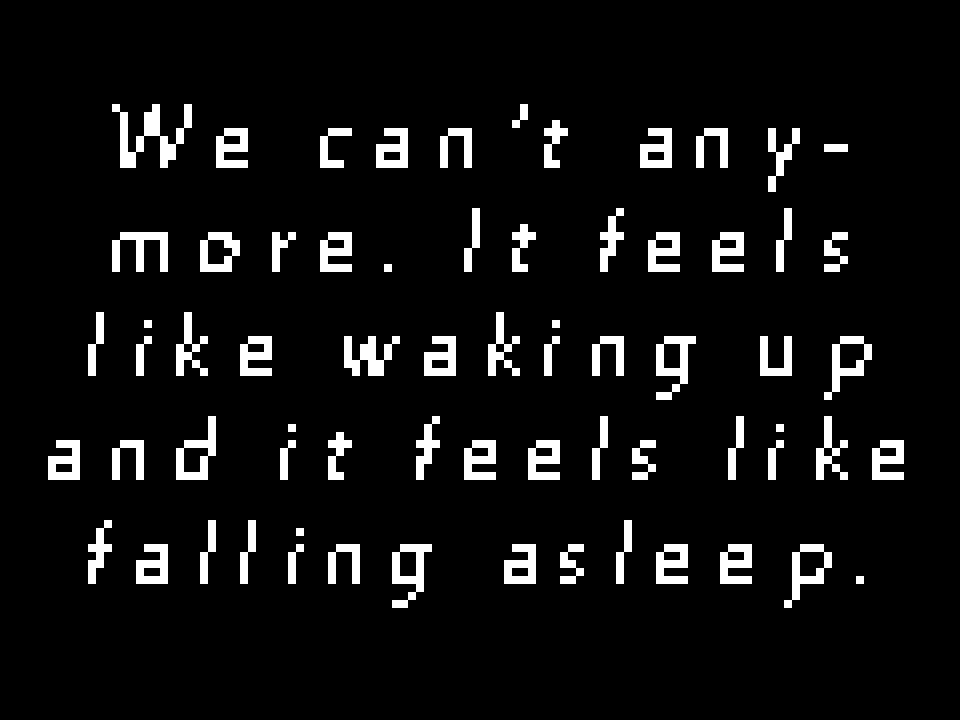 We can't any-
more. It feels
like waking up
and it feels like
falling asleep.